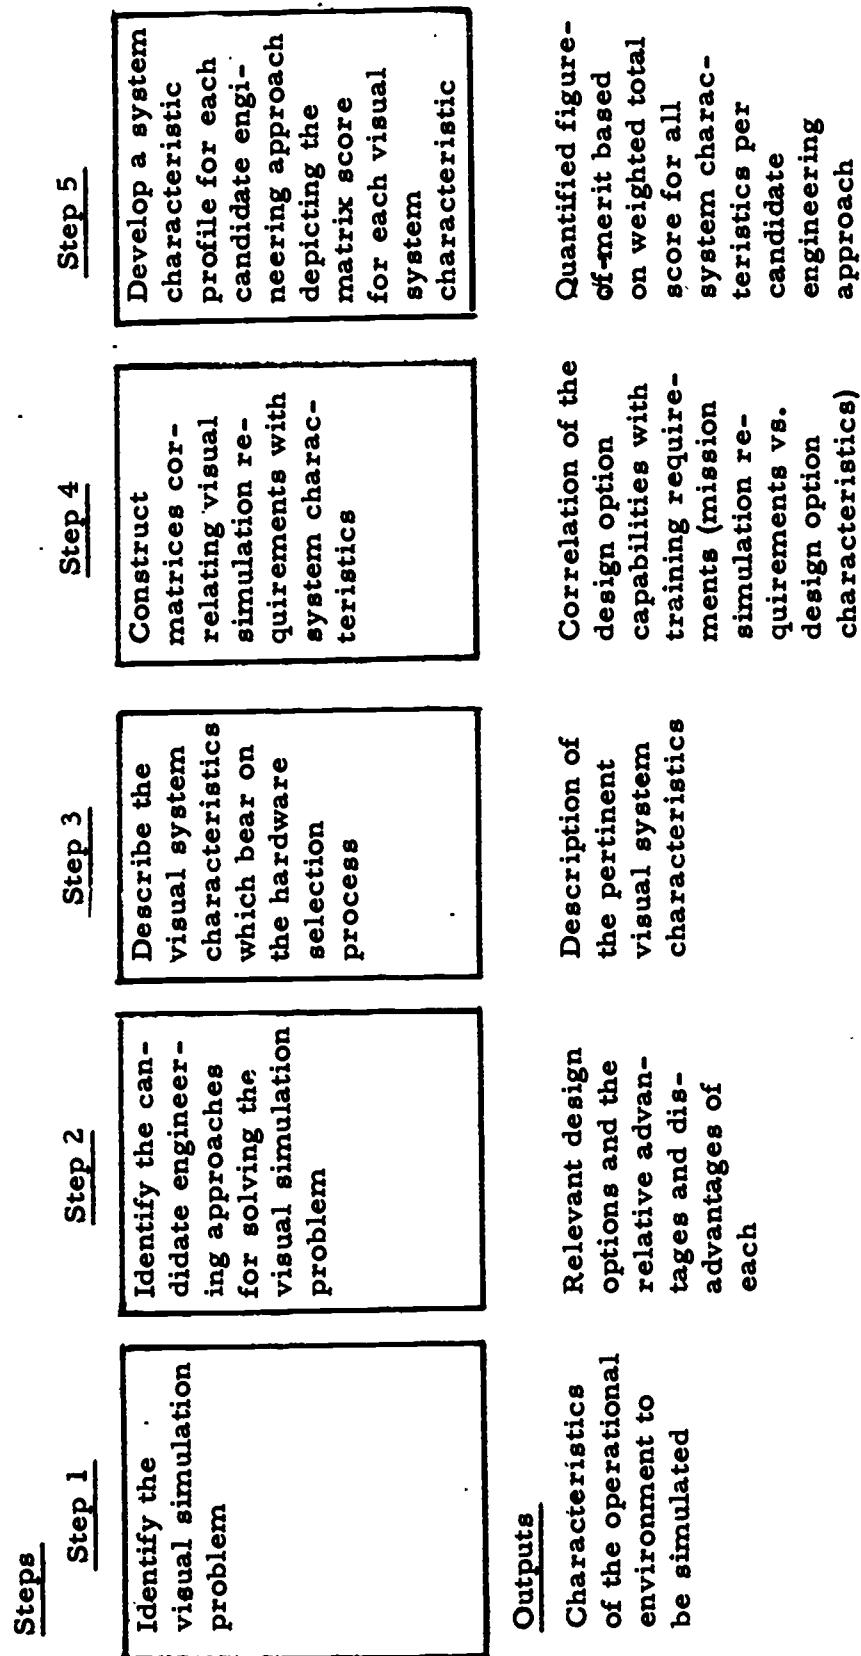 Steps
Step 1
Identify the
visual simulation
problem
Step 2
Identify the can-
didate engineer-
ing approaches
for solving the
visual simulation
problem
Step 3
Describe the
visual system
characteristics
which bear on
the hardware
selection
process
Step 4
Construct
matrices cor-
relating visual
simulation re-
quirements with
system charac-
teristics
Step 5
Develop a system
characteristic
profile for each
candidate engi-
neering approach
depicting the
matrix score
for each visual
system
characteristic
Outputs
Characteristics
of the operational
environment to
be simulated
Relevant design
options and the
relative advan-
tages and dis-
advantages of
each
Description of
the pertinent
visual system
characteristics
Correlation of the
design option
capabilities with
training require-
ments (mission
simulation re-
quirements vs.
design option
characteristics)
Quantified figure-
of-merit based
on weighted total
score for all
system charac-
teristics per
candidate
engineering
approach